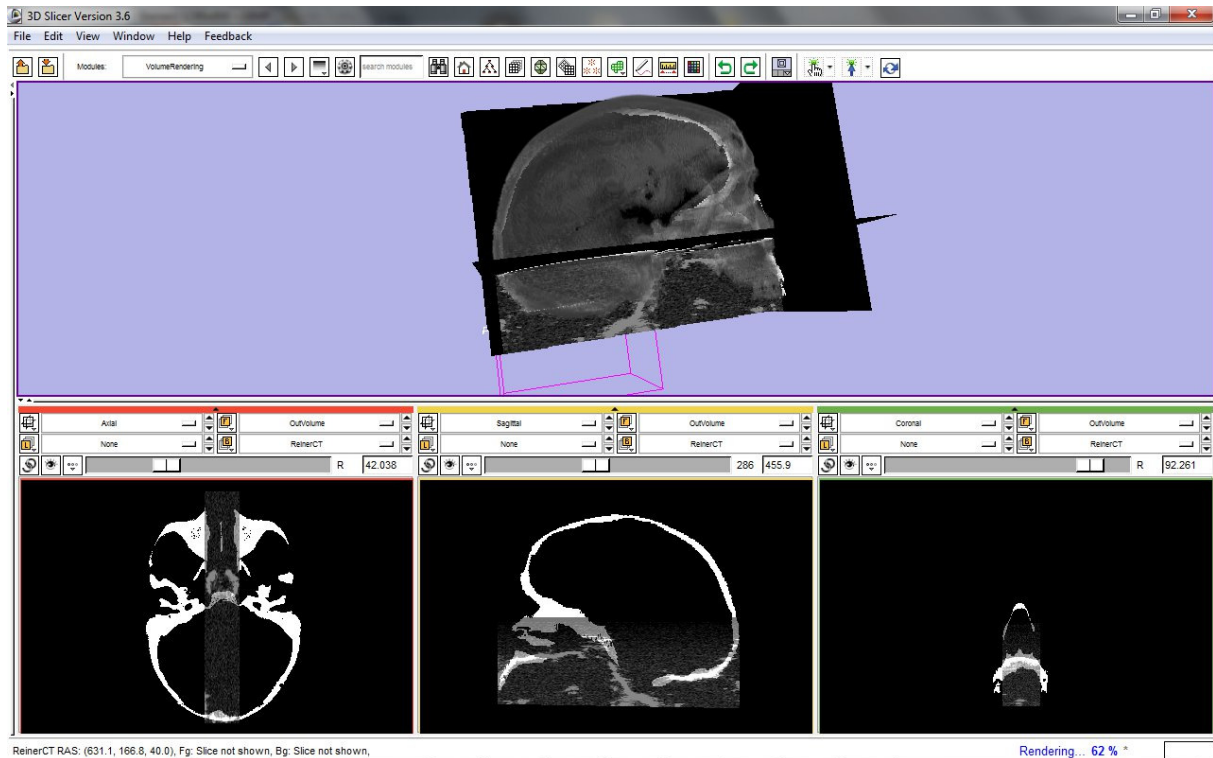 3D Slicer Version 3.6
File Edit View Window Help Feedback
Modules: VolumeRendering search modules
Axial F OutVolume
L None B ReinerCT
R 42.038
Sagittal F OutVolume
L None B ReinerCT
286 455.9
Coronal F OutVolume
L None B ReinerCT
R 92.261
ReinerCT RAS: (631.1, 166.8, 40.0), Fg: Slice not shown, Bg: Slice not shown,
Rendering... 62 % *